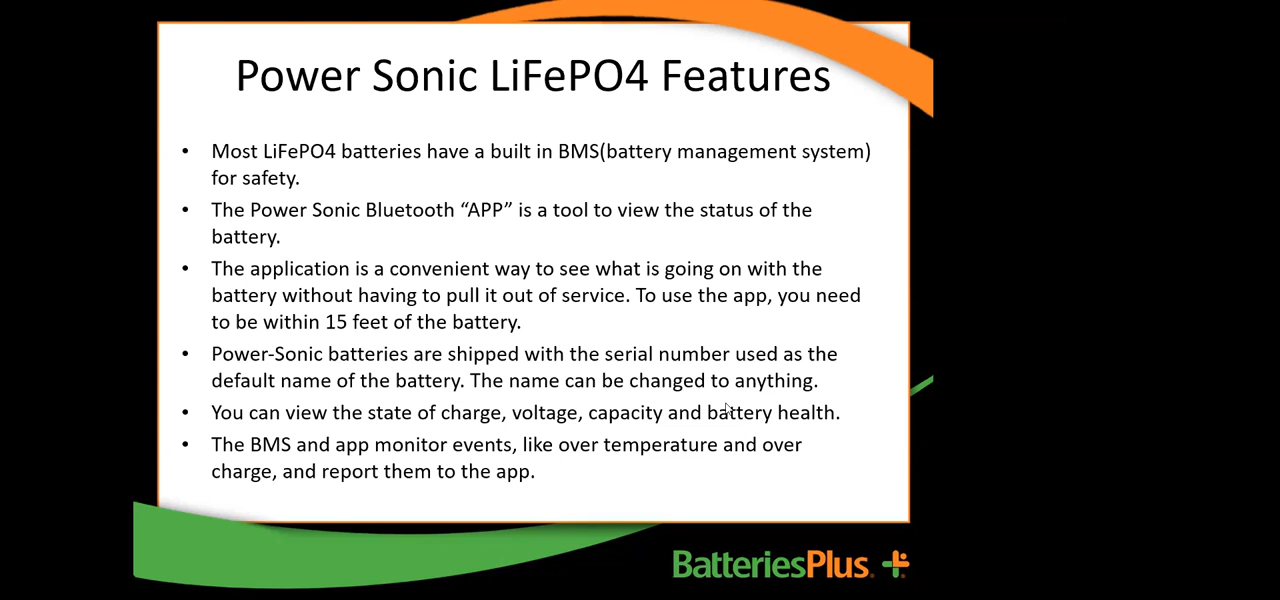 Power Sonic LiFePO4 Features
• Most LiFePO4 batteries have a built in BMS(battery management system)
for safety.
• The Power Sonic Bluetooth “APP” is a tool to view the status of the
battery.
• The application is a convenient way to see what is going on with the
battery without having to pull it out of service. To use the app, you need
to be within 15 feet of the battery.
• Power-Sonic batteries are shipped with the serial number used as the
default name of the battery. The name can be changed to anything.
• You can view the state of charge, voltage, capacity and battery health.
• The BMS and app monitor events, like over temperature and over
charge, and report them to the app.
BatteriesPlus